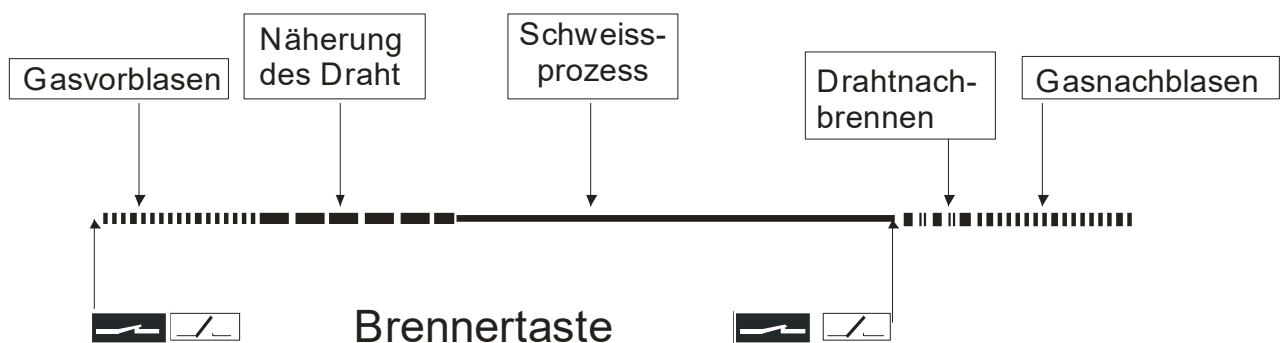 Gasvorblasen
Näherung
des Draht
Schweiss-
prozess
Drahtnach-
brennen
Gasnachblasen
Brennertaste